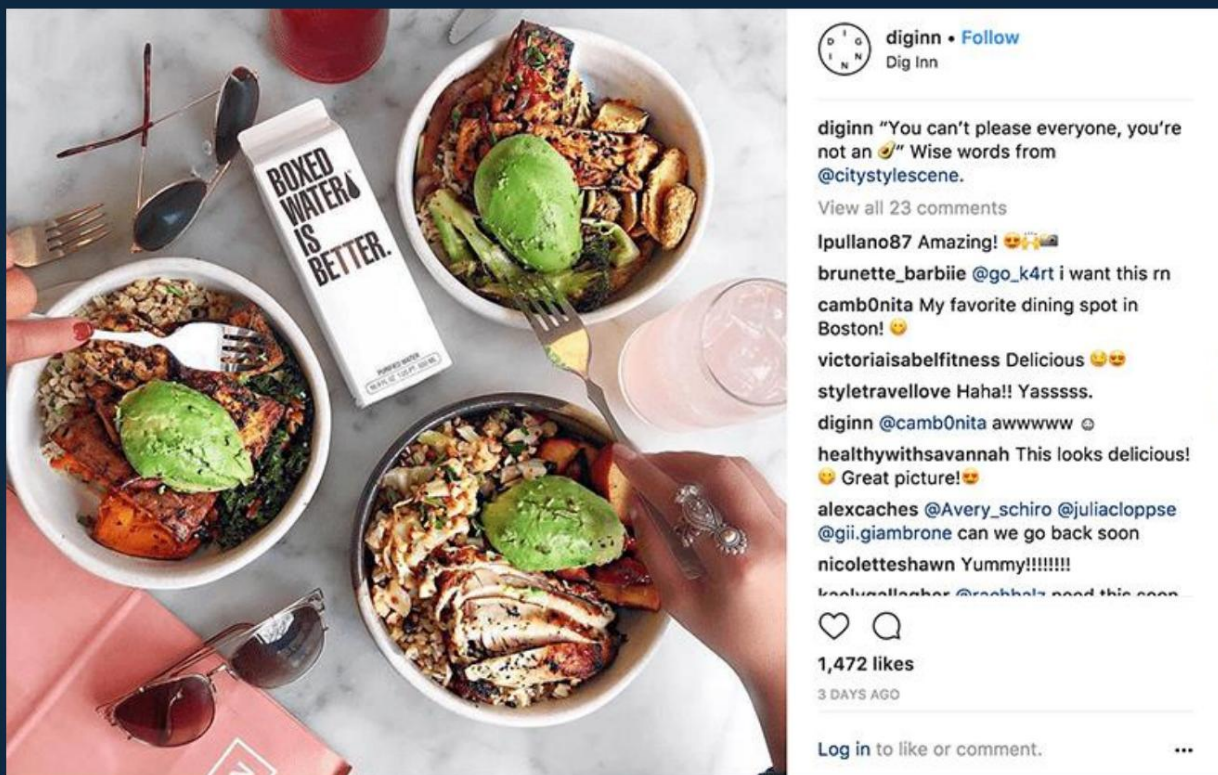 BOXED
WATER
IS
BETTER.
PURIFIED WATER
D I G
I N N
diginn • Follow
Dig Inn
diginn “You can’t please everyone, you’re
not an 🥑” Wise words from
@citystylescene.
View all 23 comments
lpullano87 Amazing! 😍🙌📷
brunette_barbiie @go_k4rt i want this rn
camb0nita My favorite dining spot in
Boston! 😋
victoriaisabelfitness Delicious 😋😍
styletravellove Haha!! Yasssss.
diginn @camb0nita awwwww ☺
healthywithsavannah This looks delicious!
😋 Great picture!😍
alexcaches @Avery_schiro @juliacloppse
@gii.giambrone can we go back soon
nicoletteshawn Yummy!!!!!!!!
1,472 likes
3 DAYS AGO
Log in to like or comment.